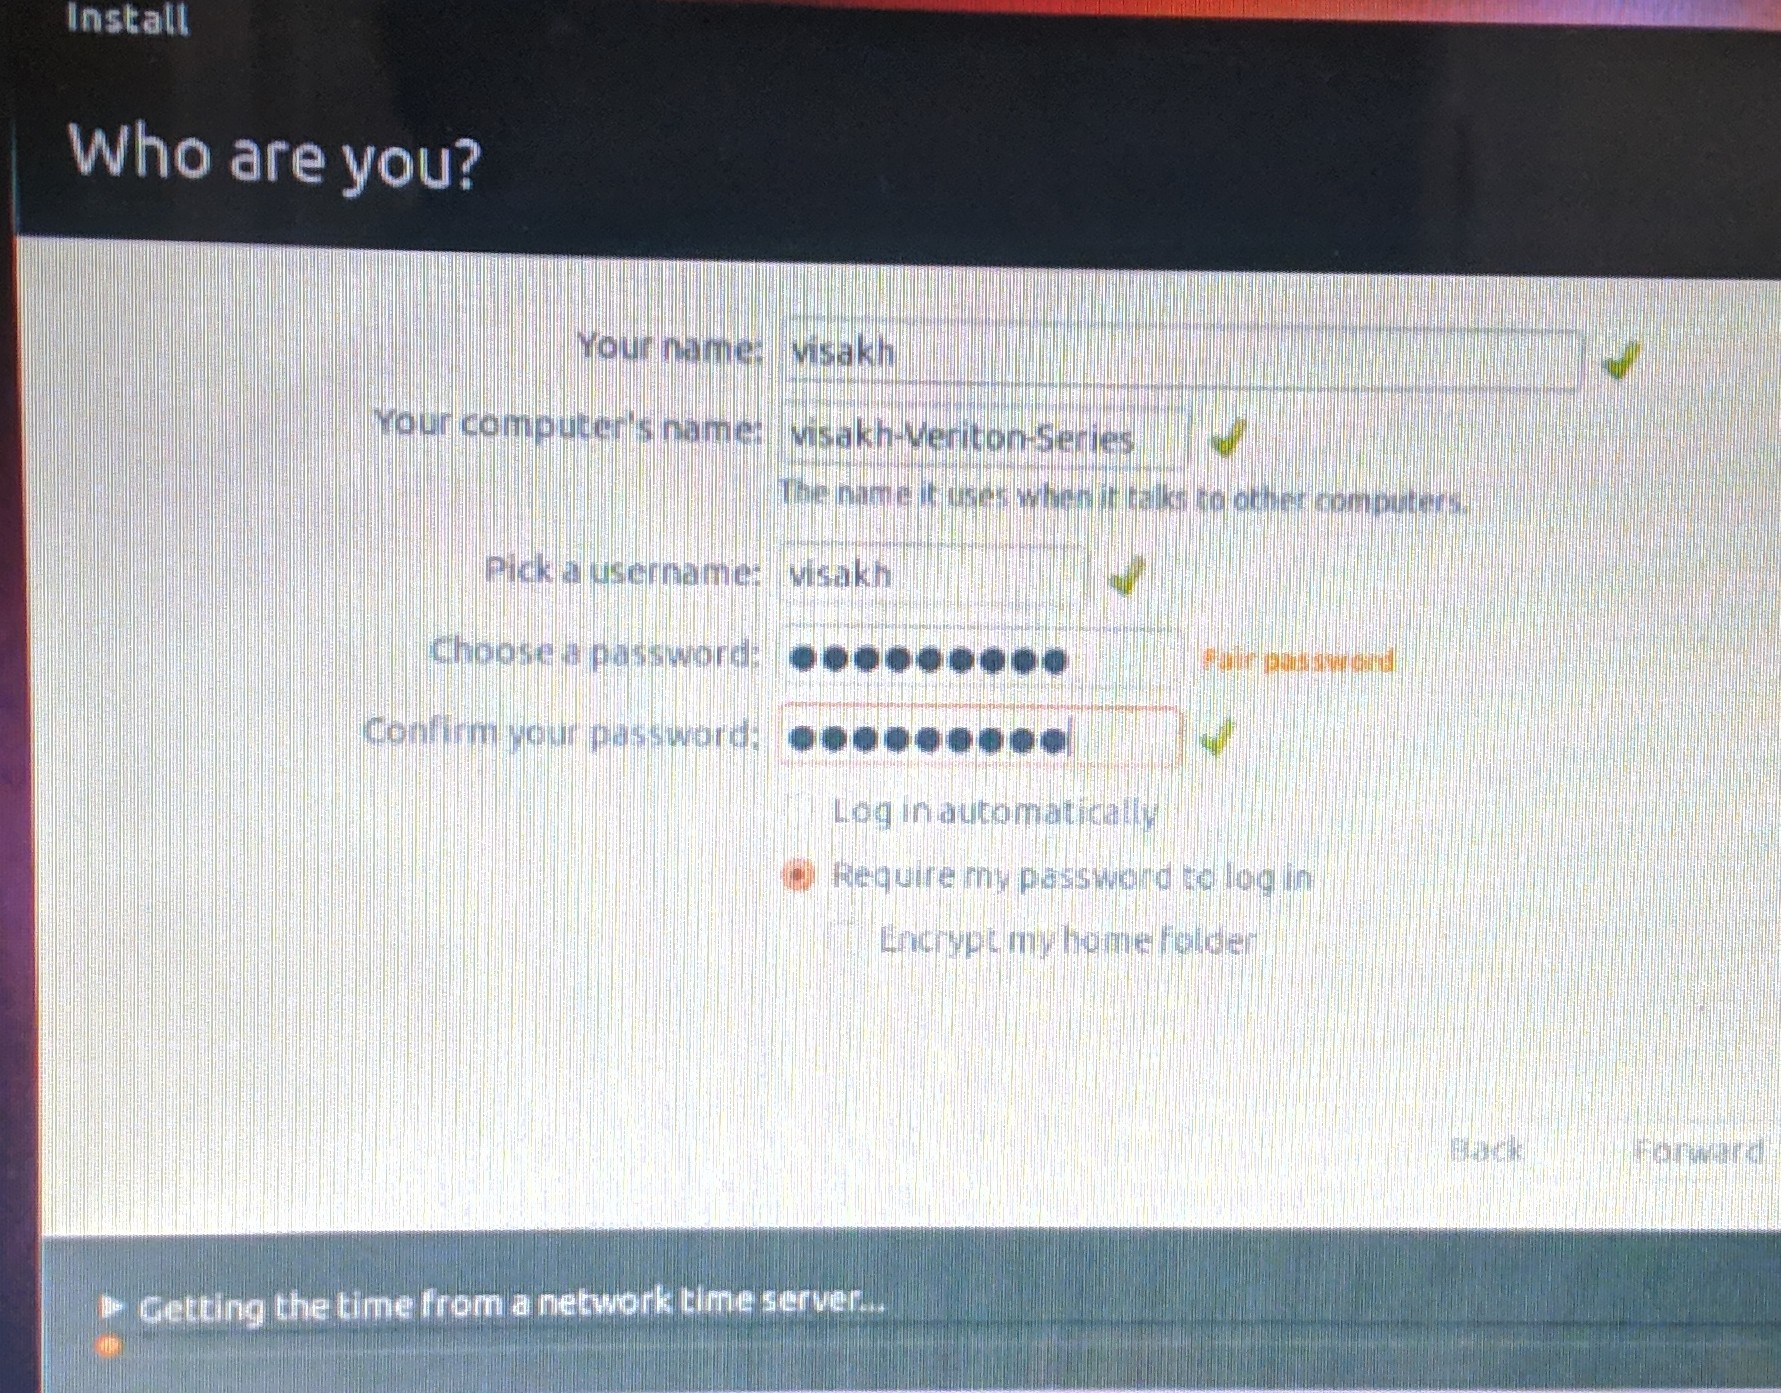 Install
Who are you?
Your name: visakh
Your computer's name: visakh-Veriton-Series
The name it uses when it talks to other computers.
Pick a username: visakh
Choose a password: ●●●●●●●●● Fair password
Confirm your password: ●●●●●●●●●
Log in automatically
Require my password to log in
Encrypt my home folder
Back Forward
Getting the time from a network time server...